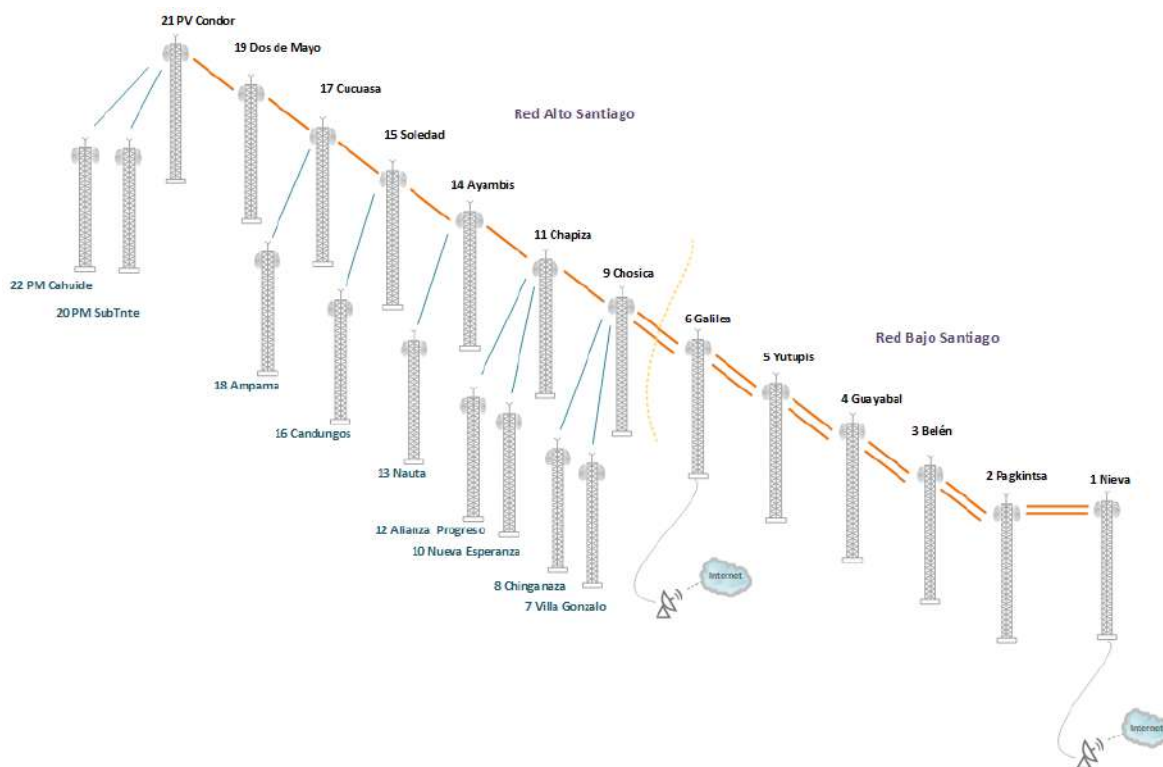 21 PV Condor
19 Dos de Mayo
17 Cucuasa
Red Alto Santiago
15 Soledad
14 Ayambis
11 Chapiza
9 Chosica
6 Galilea
Red Bajo Santiago
5 Yutupis
4 Guayabal
3 Belén
2 Pagkintsa
1 Nieva
22 PM Cahuide
20 PM SubTnte
18 Ampama
16 Candungos
13 Nauta
12 Alianza Progreso
10 Nueva Esperanza
8 Chinganaza
7 Villa Gonzalo
Internet
Internet